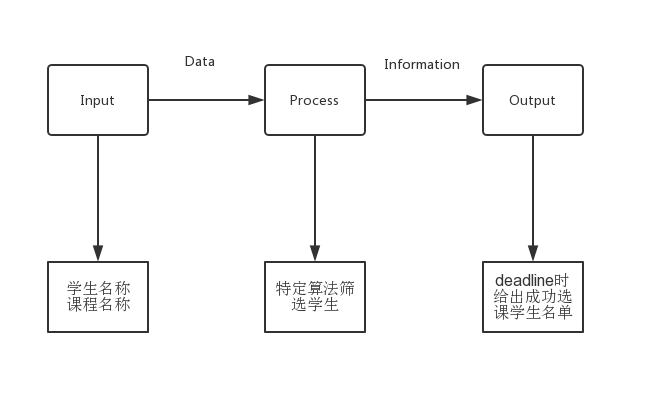 Data
Information
Input
Process
Output
学生名称
课程名称
特定算法筛
选学生
deadline时
给出成功选
课学生名单